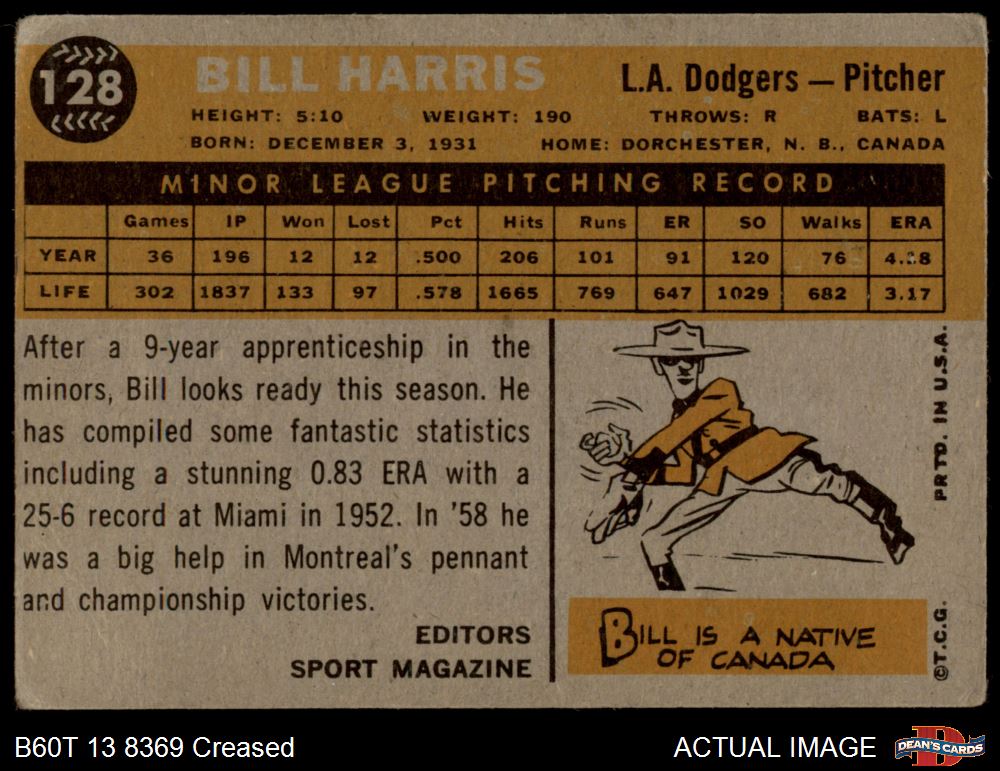 128
BILL HARRIS
L.A. Dodgers — Pitcher
HEIGHT: 5:10 WEIGHT: 190 THROWS: R BATS: L
BORN: DECEMBER 3, 1931 HOME: DORCHESTER, N. B., CANADA
MINOR LEAGUE PITCHING RECORD
Games IP Won Lost Pct Hits Runs ER SO Walks ERA
YEAR 36 196 12 12 .500 206 101 91 120 76
LIFE 302 1837 133 97 .578 1665 769 647 1029 682 3.17
After a 9-year apprenticeship in the
minors, Bill looks ready this season. He
has compiled some fantastic statistics
including a stunning 0.83 ERA with a
25-6 record at Miami in 1952. In '58 he
was a big help in Montreal's pennant
and championship victories.
EDITORS
SPORT MAGAZINE
BILL IS A NATIVE
OF CANADA
©T.C.G. PRTD. IN U.S.A.
B60T 13 8369 Creased
ACTUAL IMAGE
D
DEAN'S CARDS